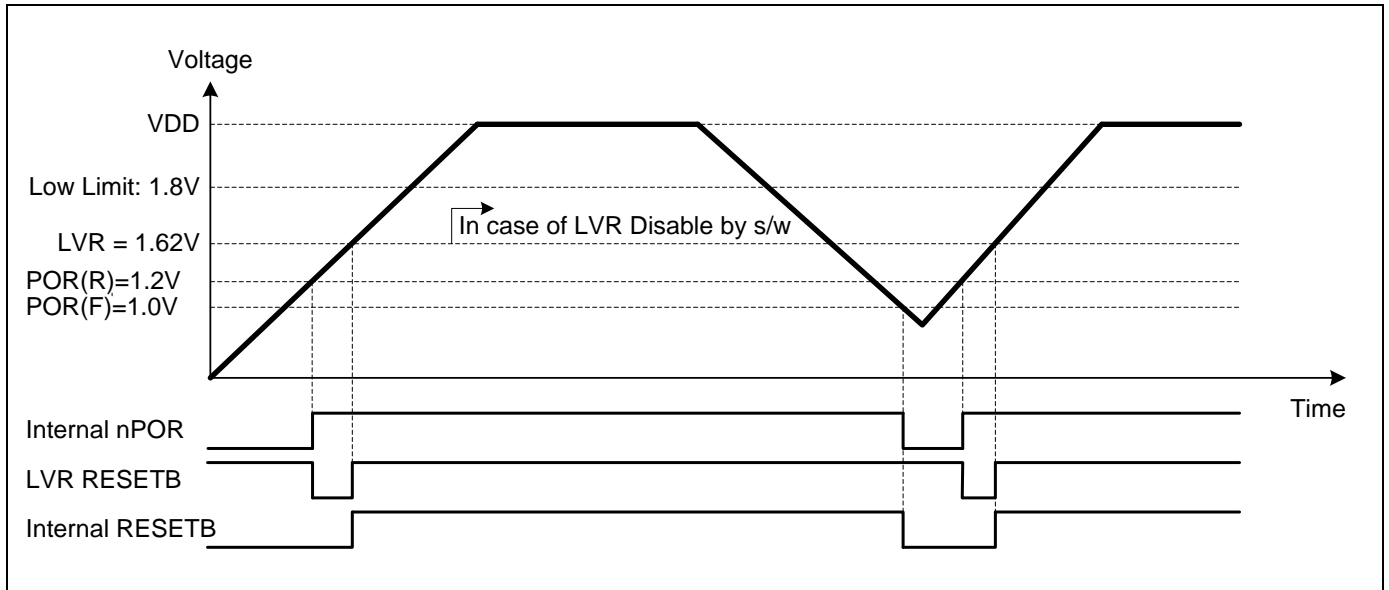 Voltage
VDD
Low Limit: 1.8V
In case of LVR Disable by s/w
LVR = 1.62V
POR(R)=1.2V
POR(F)=1.0V
Time
Internal nPOR
LVR RESETB
Internal RESETB